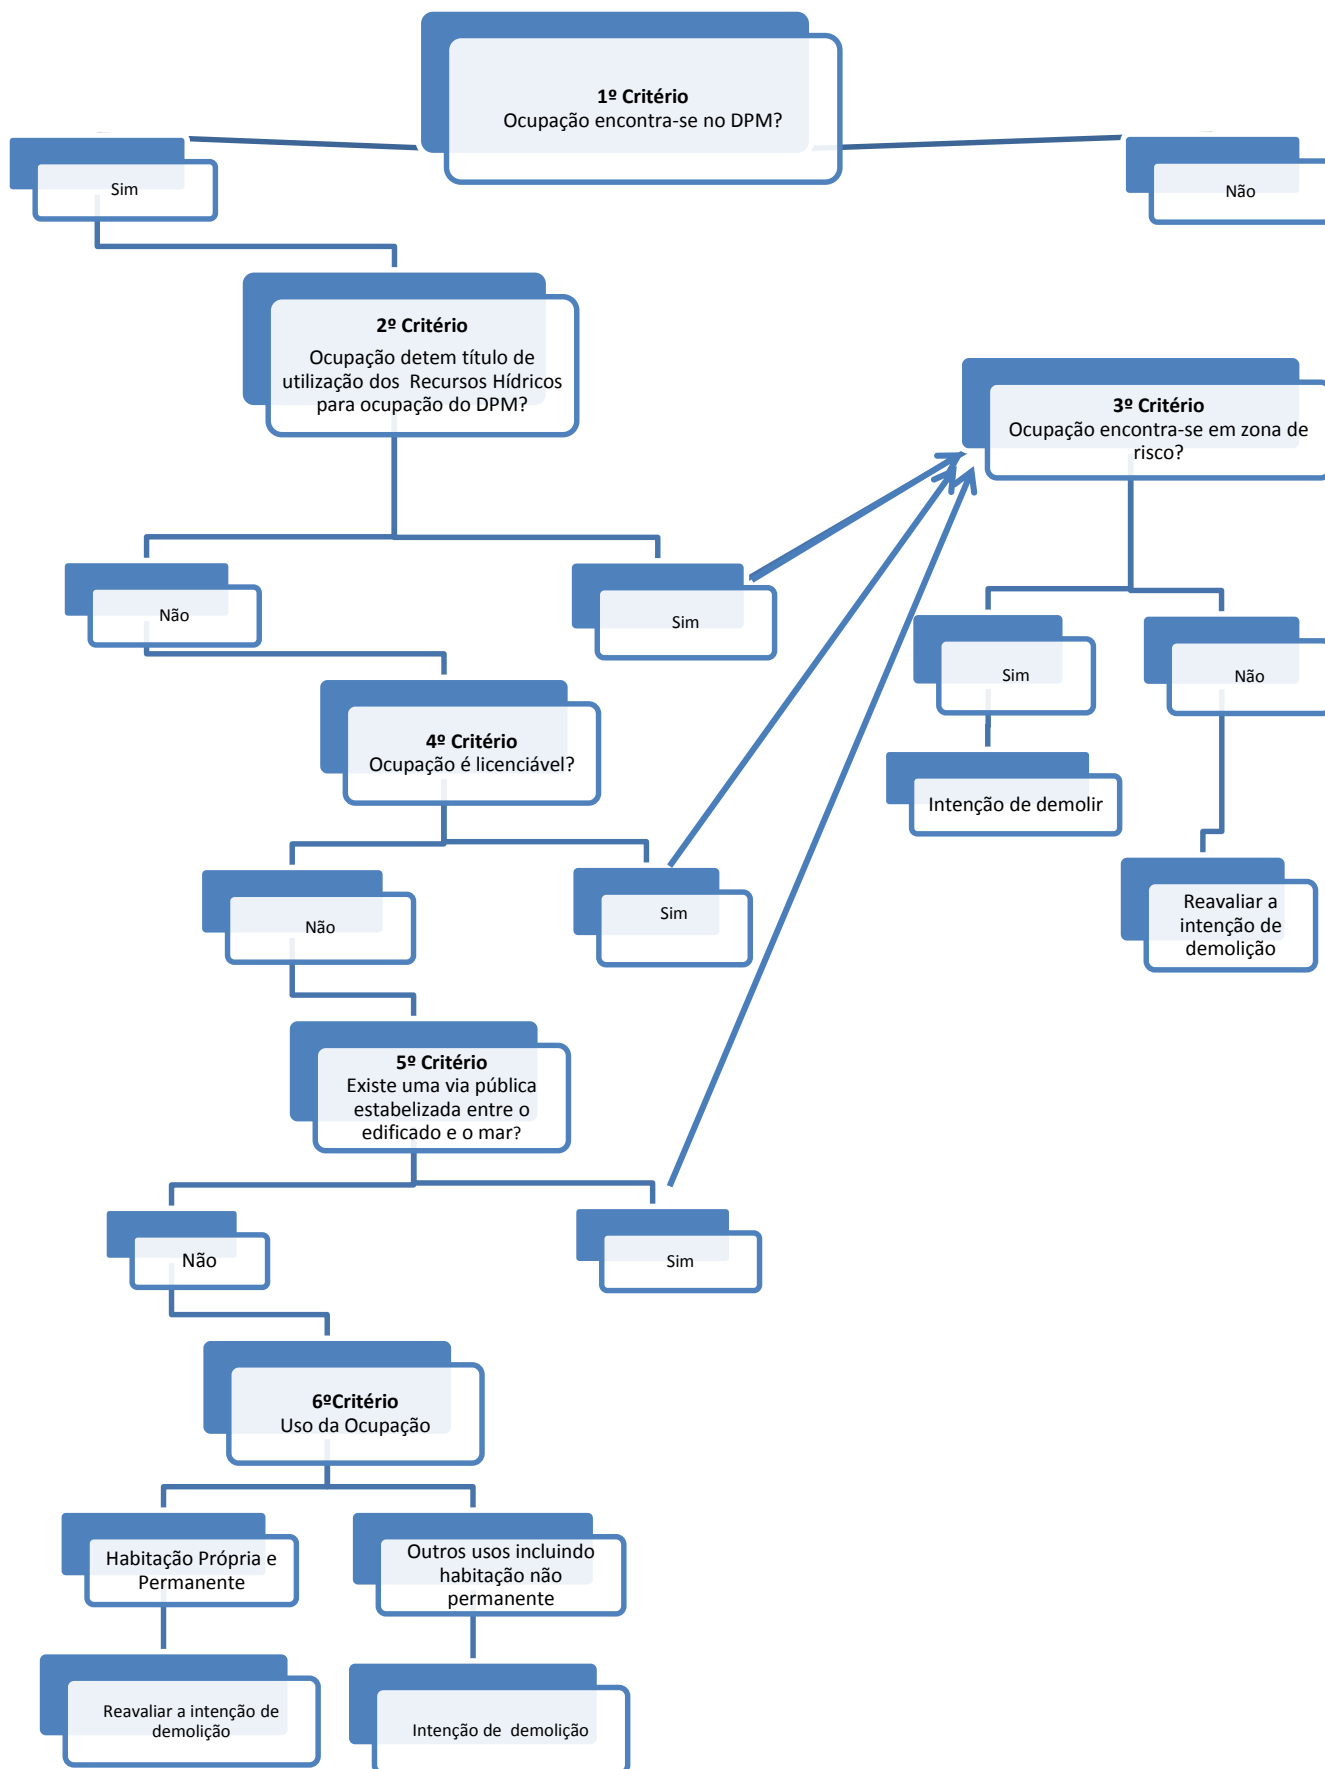 1º Critério
Ocupação encontra-se no DPM?
Sim
Não
2º Critério
Ocupação detem título de
utilização dos Recursos Hídricos
para ocupação do DPM?
3º Critério
Ocupação encontra-se em zona de
risco?
Não
Sim
Sim
Não
4º Critério
Ocupação é licenciável?
Intenção de demolir
Não
Sim
Reavaliar a
intenção de
demolição
5º Critério
Existe uma via pública
estabelizada entre o
edificado e o mar?
Não
Sim
6ºCritério
Uso da Ocupação
Habitação Própria e
Permanente
Outros usos incluindo
habitação não
permanente
Reavaliar a intenção de
demolição
Intenção de demolição